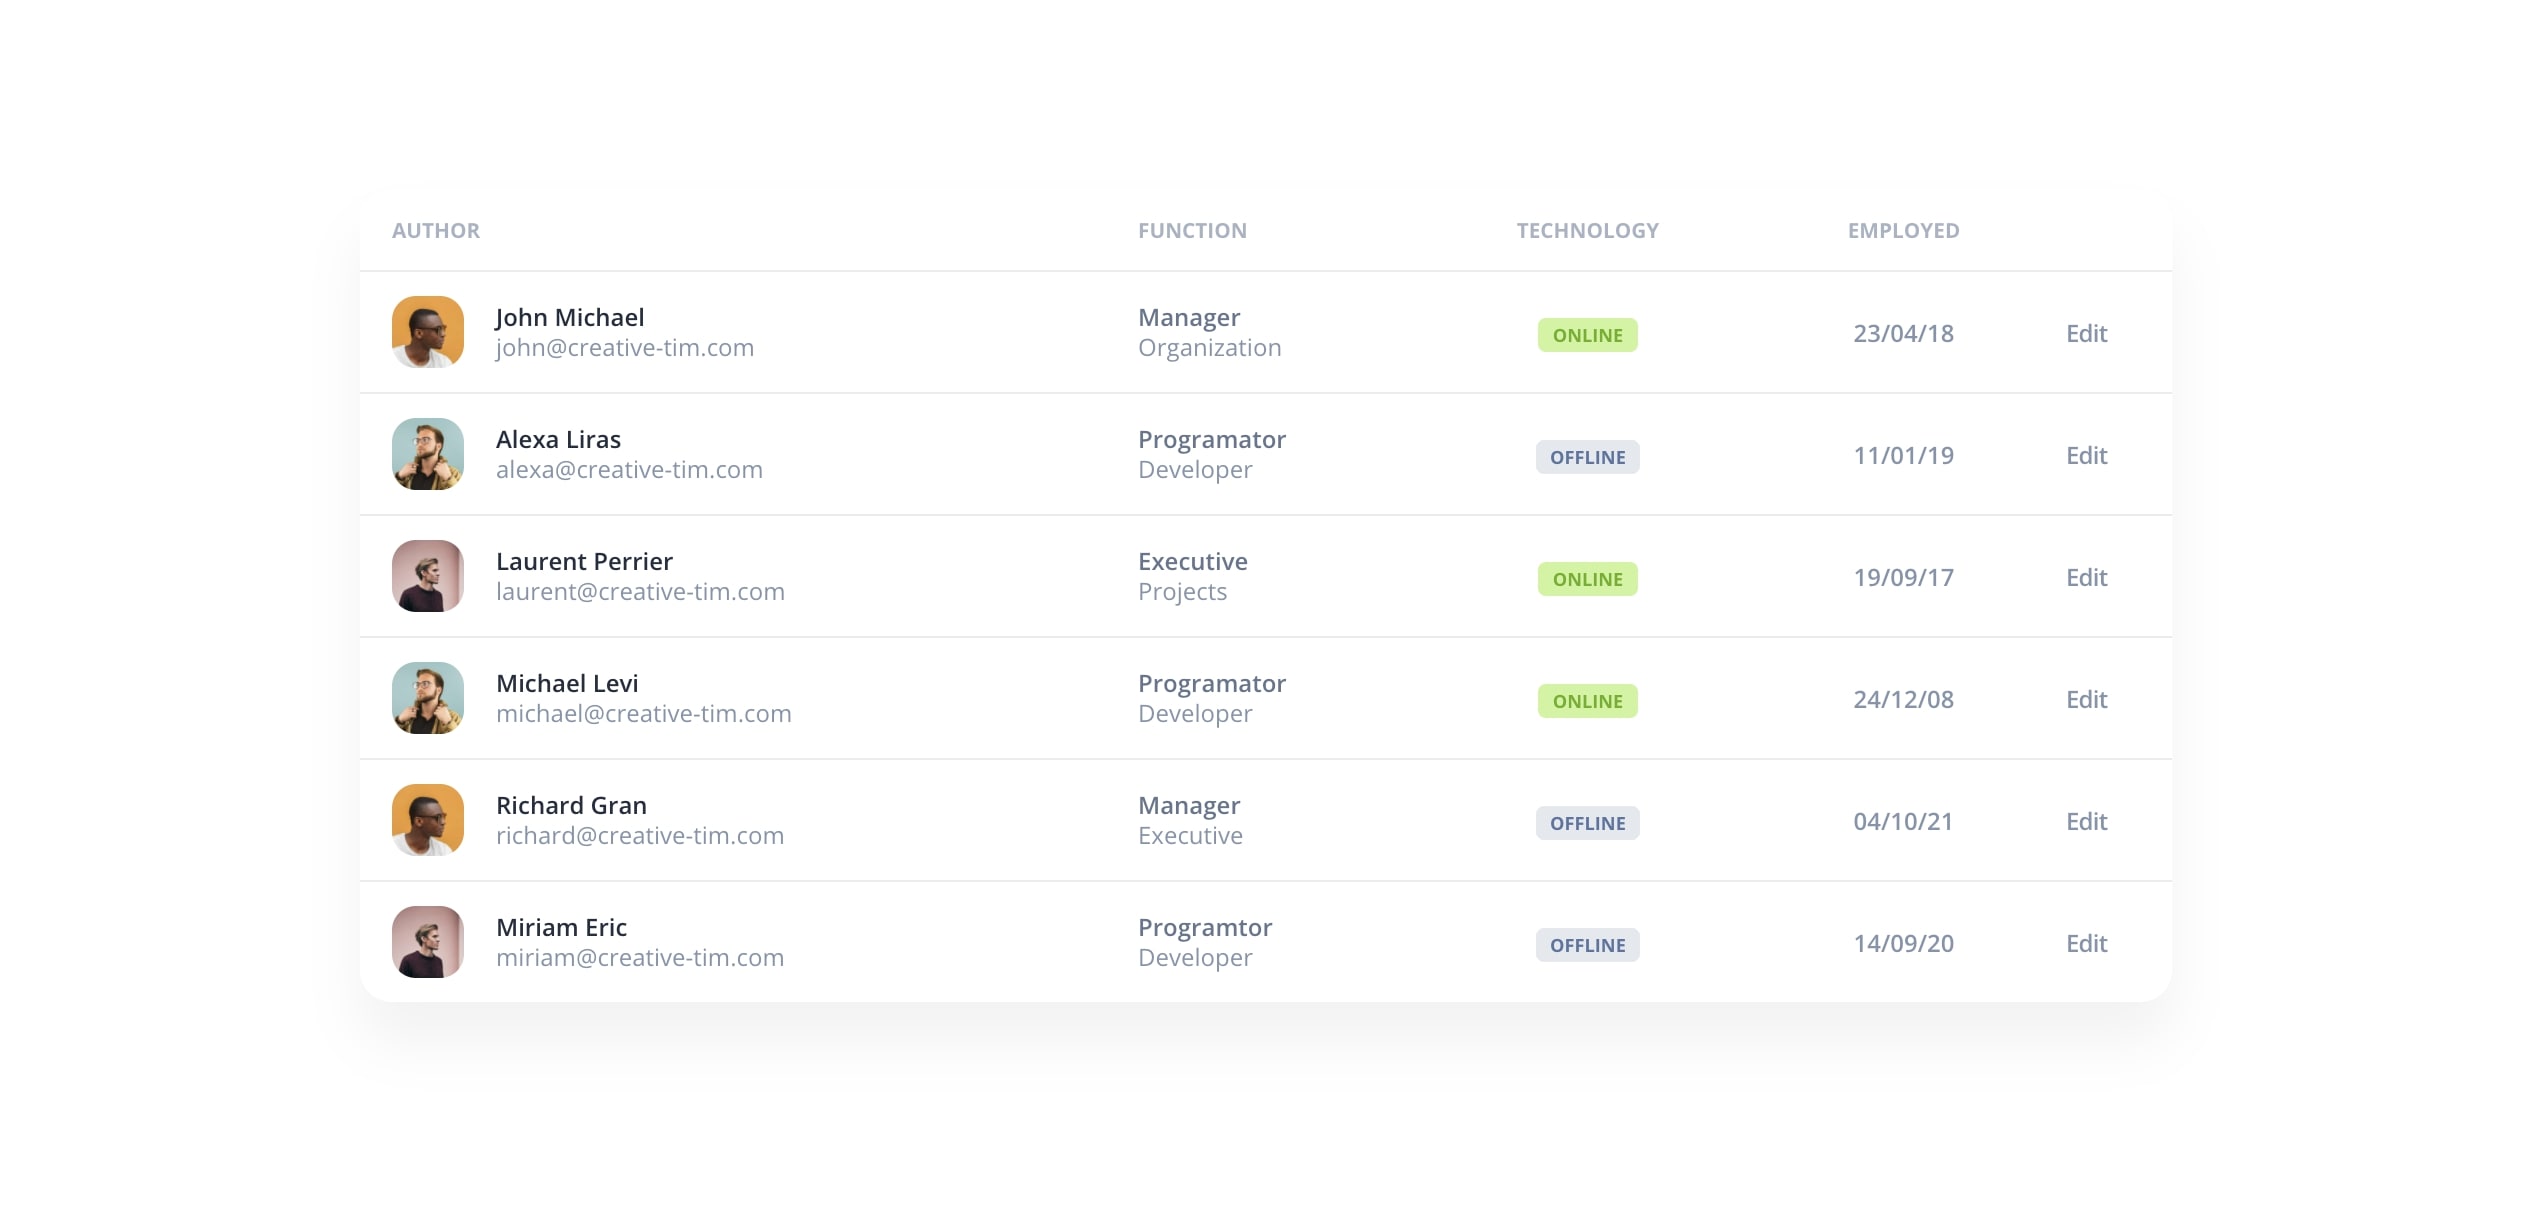 AUTHOR FUNCTION TECHNOLOGY EMPLOYED
John Michael Manager
john@creative-tim.com Organization
ONLINE 23/04/18 Edit
Alexa Liras Programator
alexa@creative-tim.com Developer
OFFLINE 11/01/19 Edit
Laurent Perrier Executive
laurent@creative-tim.com Projects
ONLINE 19/09/17 Edit
Michael Levi Programator
michael@creative-tim.com Developer
ONLINE 24/12/08 Edit
Richard Gran Manager
richard@creative-tim.com Executive
OFFLINE 04/10/21 Edit
Miriam Eric Programtor
miriam@creative-tim.com Developer
OFFLINE 14/09/20 Edit